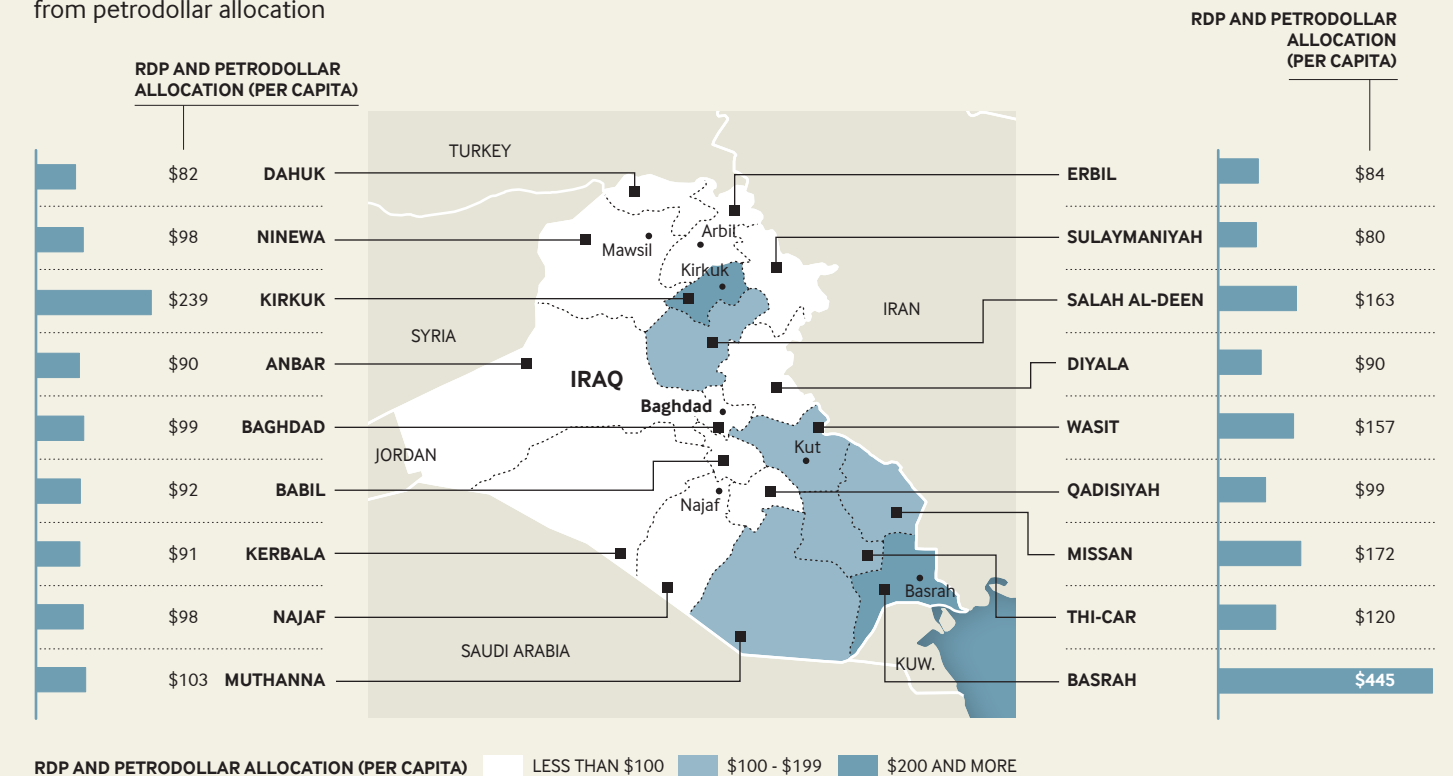 from petrodollar allocation
RDP AND PETRODOLLAR
ALLOCATION (PER CAPITA)
$82 DAHUK
$98 NINEWA
$239 KIRKUK
$90 ANBAR
$99 BAGHDAD
$92 BABIL
$91 KERBALA
$98 NAJAF
$103 MUTHANNA
TURKEY
Mawsil
Arbil
Kirkuk
IRAN
SYRIA
IRAQ
Baghdad
JORDAN
Kut
Najaf
Basrah
SAUDI ARABIA
KUW.
RDP AND PETRODOLLAR
ALLOCATION
(PER CAPITA)
ERBIL $84
SULAYMANIYAH $80
SALAH AL-DEEN $163
DIYALA $90
WASIT $157
QADISIYAH $99
MISSAN $172
THI-CAR $120
BASRAH $445
RDP AND PETRODOLLAR ALLOCATION (PER CAPITA) LESS THAN $100 $100 - $199 $200 AND MORE